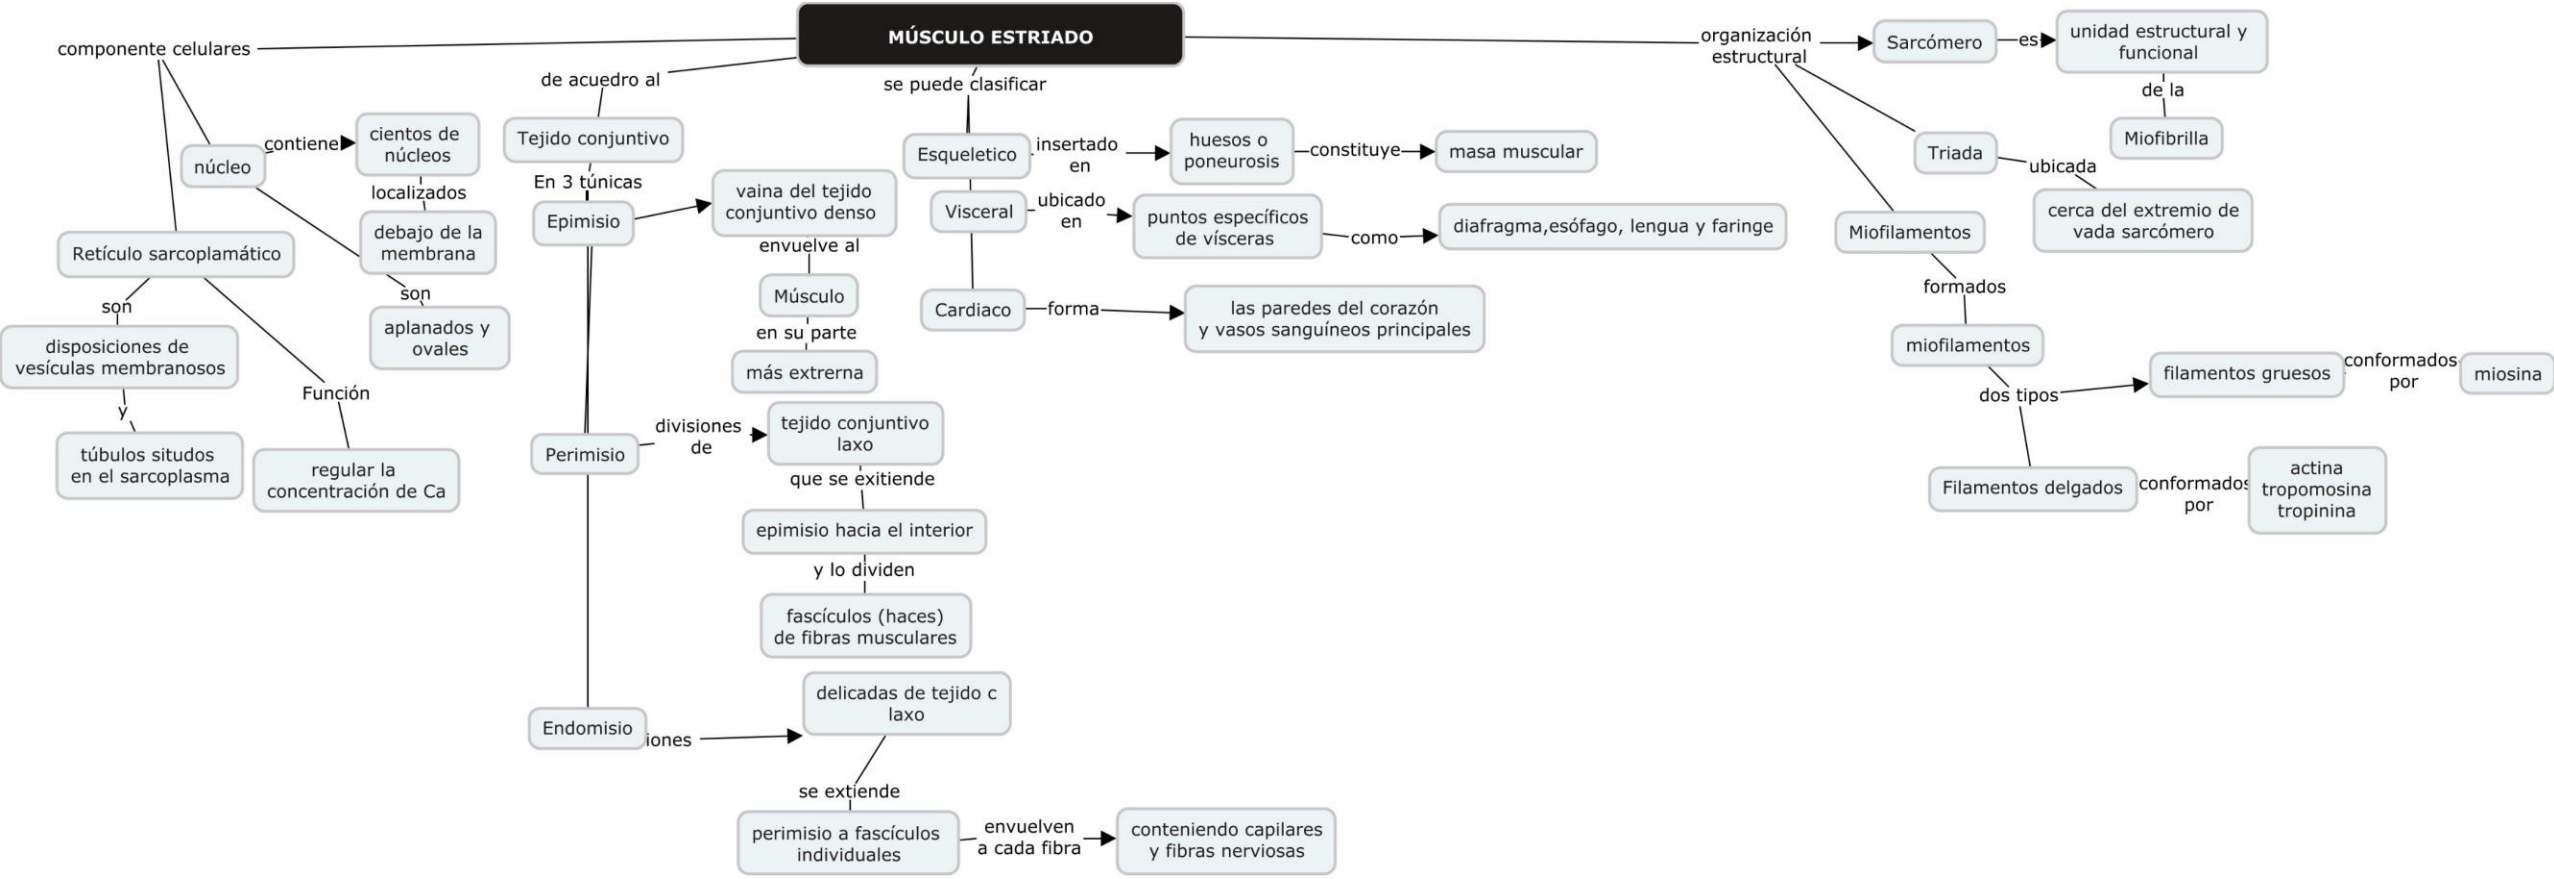 MÚSCULO ESTRIADO
componente celulares
núcleo
contiene
cientos de
núcleos
localizados
debajo de la
membrana
son
aplanados y
ovales
Retículo sarcoplamático
son
disposiciones de
vesículas membranosos
y
túbulos situdos
en el sarcoplasma
Función
regular la
concentración de Ca
de acuedro al
Tejido conjuntivo
En 3 túnicas
Epimisio
vaina del tejido
conjuntivo denso
envuelve al
Músculo
en su parte
más extrerna
Perimisio
divisiones
de
tejido conjuntivo
laxo
que se exitiende
epimisio hacia el interior
y lo dividen
fascículos (haces)
de fibras musculares
Endomisio
iones
delicadas de tejido c
laxo
se extiende
perimisio a fascículos
individuales
envuelven
a cada fibra
conteniendo capilares
y fibras nerviosas
se puede clasificar
Esqueletico
insertado
en
huesos o
poneurosis
constituye
masa muscular
Visceral
ubicado
en
puntos específicos
de vísceras
como
diafragma,esófago, lengua y faringe
Cardiaco
forma
las paredes del corazón
y vasos sanguíneos principales
organización
estructural
Sarcómero
es
unidad estructural y
funcional
de la
Miofibrilla
Triada
ubicada
cerca del extremio de
vada sarcómero
Miofilamentos
formados
miofilamentos
dos tipos
filamentos gruesos
conformados
por
miosina
Filamentos delgados
conformados
por
actina
tropomosina
tropinina